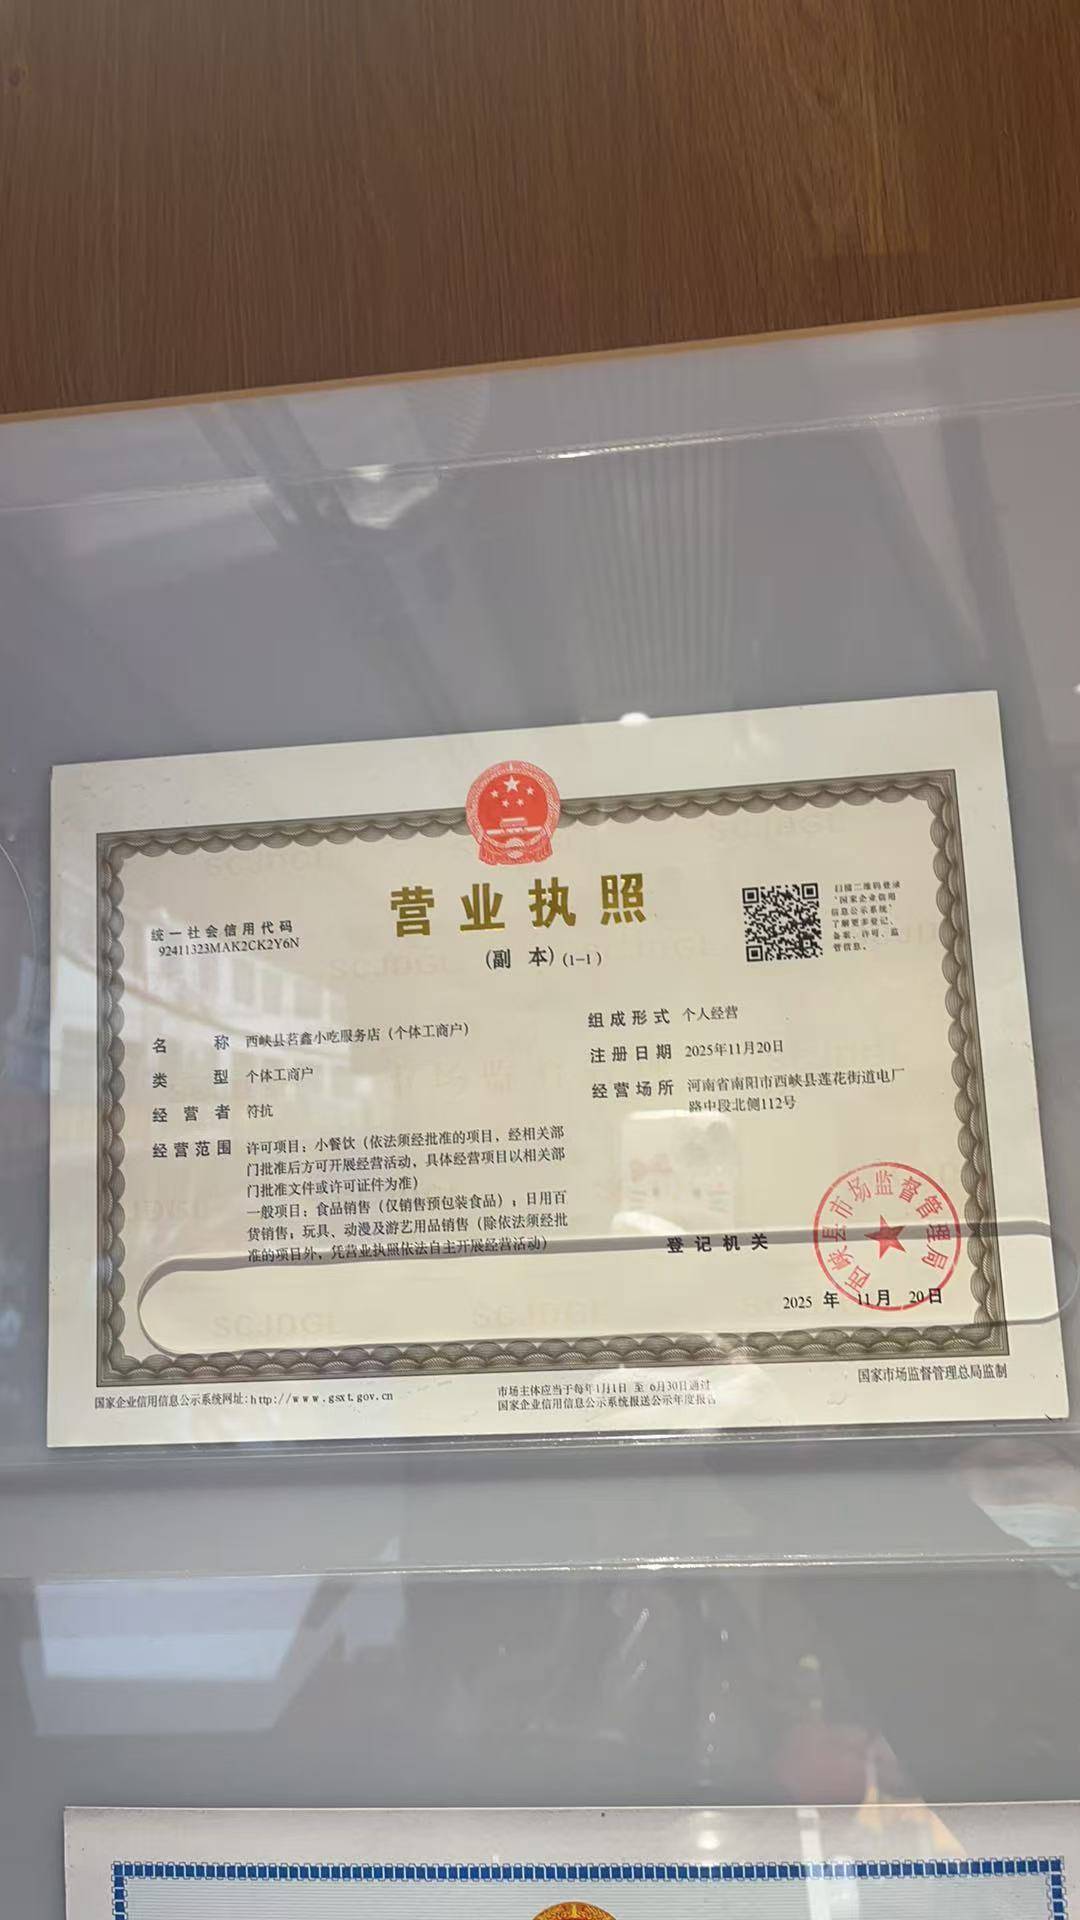 营业执照
(副 本) (1-1)
统一社会信用代码
92411323MAK2CK2Y6N
扫描二维码登录
‘国家企业信用
信息公示系统’
了解更多登记、
备案、许可、监
管信息。
名 称 西峡县茗鑫小吃服务店（个体工商户）
类 型 个体工商户
经营者 符抗
经营范围 许可项目：小餐饮（依法须经批准的项目，经相关部
门批准后方可开展经营活动，具体经营项目以相关部
门批准文件或许可证件为准）
一般项目：食品销售（仅销售预包装食品）；日用百
货销售；玩具、动漫及游艺用品销售（除依法须经批
准的项目外，凭营业执照依法自主开展经营活动）
组成形式 个人经营
注册日期 2025年11月20日
经营场所 河南省南阳市西峡县莲花街道电厂
路中段北侧112号
登记机关
西峡县市场监督管理局
2025 年 11 月 20 日
国家企业信用信息公示系统网址:http://www.gsxt.gov.cn
市场主体应当于每年1月1日 至 6月30日通过
国家企业信用信息公示系统报送公示年度报告
国家市场监督管理总局监制